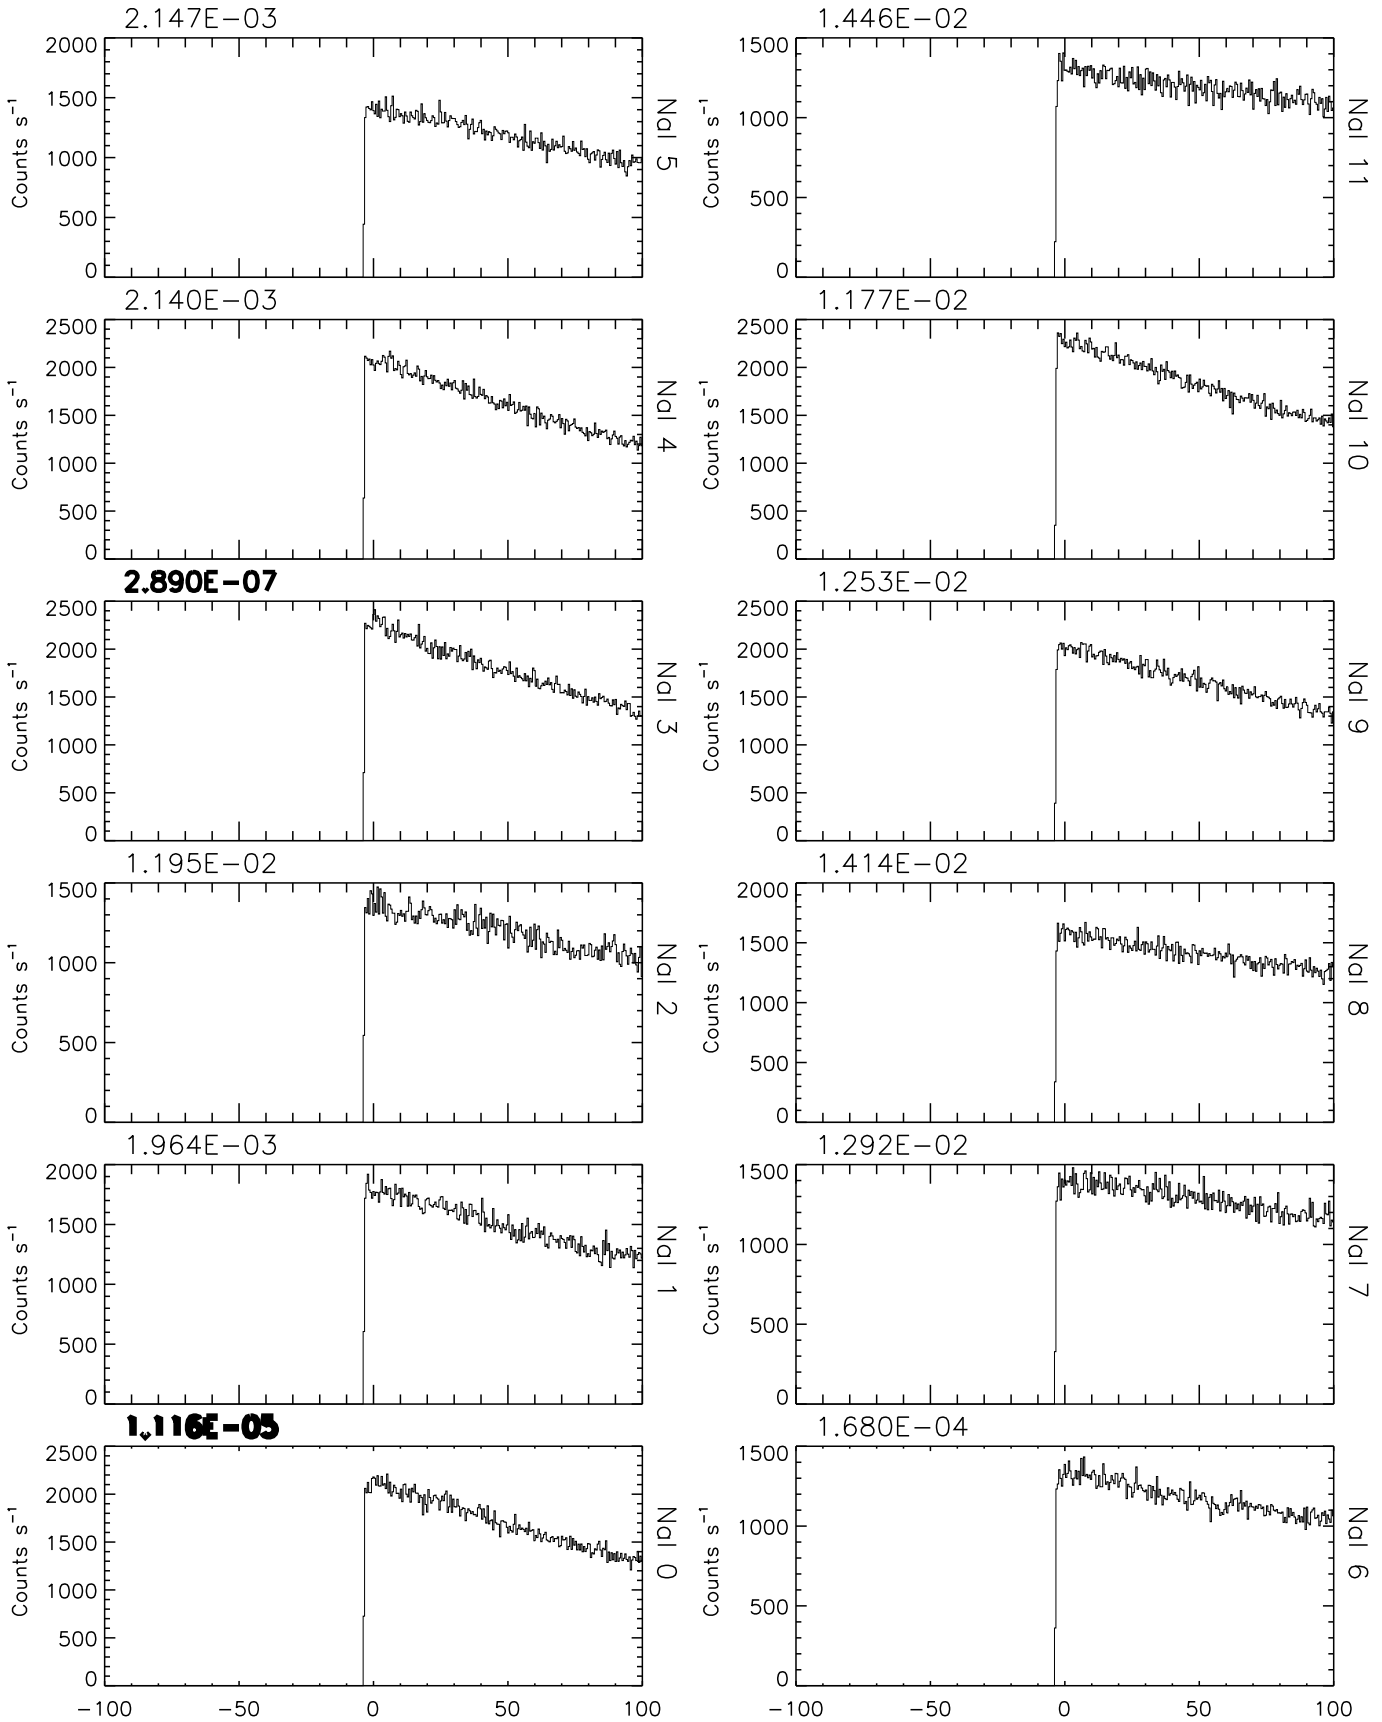 2.147E−03
2000
1500
1000
500
0
Counts s⁻¹
NaI 5
1.446E−02
1500
1000
500
0
Counts s⁻¹
NaI 11
2.140E−03
2500
2000
1500
1000
500
0
Counts s⁻¹
NaI 4
1.177E−02
2500
2000
1500
1000
500
0
Counts s⁻¹
NaI 10
2.890E−07
2500
2000
1500
1000
500
0
Counts s⁻¹
NaI 3
1.253E−02
2500
2000
1500
1000
500
0
Counts s⁻¹
NaI 9
1.195E−02
1500
1000
500
0
Counts s⁻¹
NaI 2
1.414E−02
2000
1500
1000
500
0
Counts s⁻¹
NaI 8
1.964E−03
2000
1500
1000
500
0
Counts s⁻¹
NaI 1
1.292E−02
1500
1000
500
0
Counts s⁻¹
NaI 7
1.116E−05
2500
2000
1500
1000
500
0
Counts s⁻¹
NaI 0
−100 −50 0 50 100
1.680E−04
1500
1000
500
0
Counts s⁻¹
NaI 6
−100 −50 0 50 100